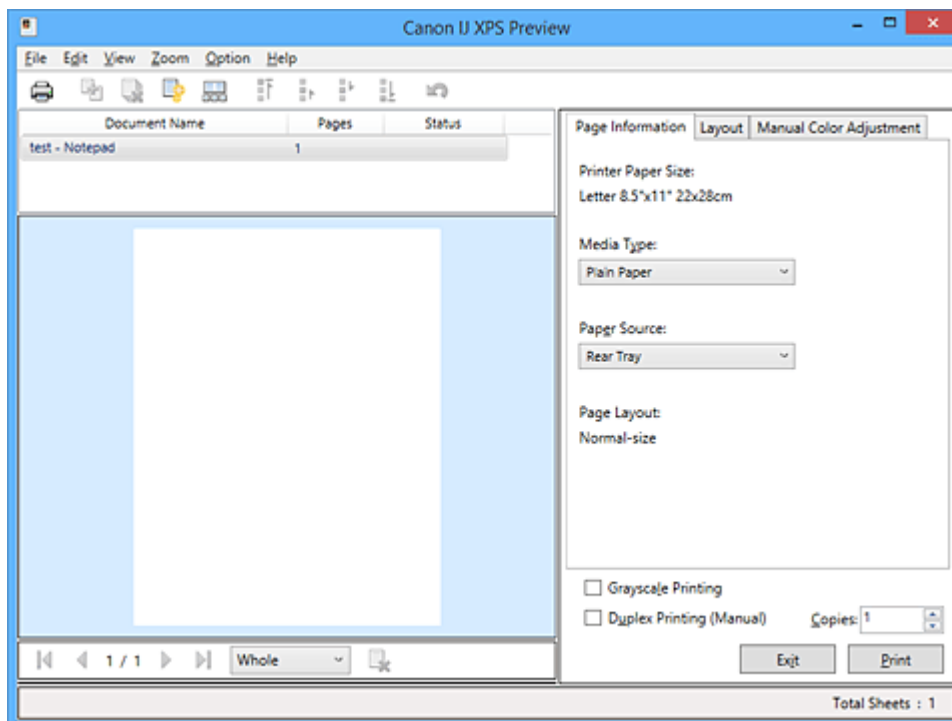 Canon IJ XPS Preview
File Edit View Zoom Option Help
Document Name Pages Status
test - Notepad 1
Page Information Layout Manual Color Adjustment
Printer Paper Size:
Letter 8.5"x11" 22x28cm
Media Type:
Plain Paper
Paper Source:
Rear Tray
Page Layout:
Normal-size
Grayscale Printing
Duplex Printing (Manual) Copies: 1
1 / 1 Whole
Exit Print
Total Sheets : 1